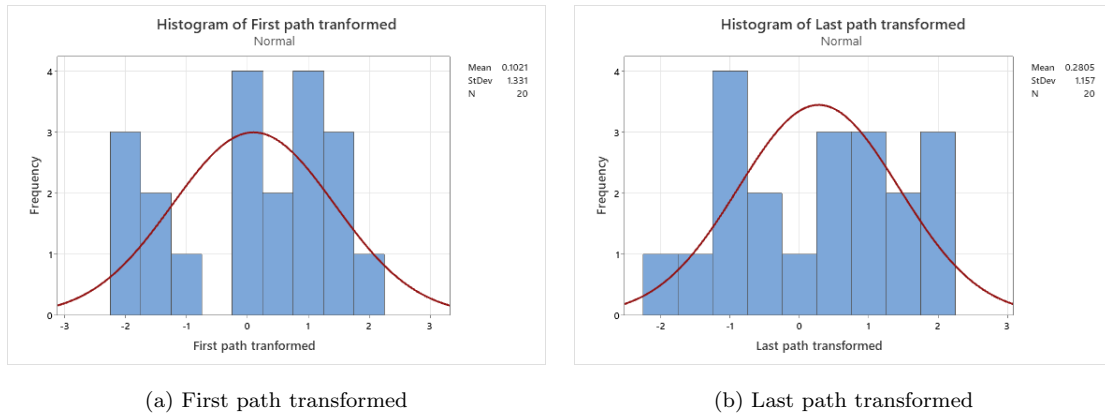 Histogram of First path tranformed
Normal
Mean 0.1021
StDev 1.331
N 20
Frequency
4
3
2
1
0
-3 -2 -1 0 1 2 3
First path tranformed
(a) First path transformed
Histogram of Last path transformed
Normal
Mean 0.2805
StDev 1.157
N 20
Frequency
4
3
2
1
0
-2 -1 0 1 2 3
Last path transformed
(b) Last path transformed